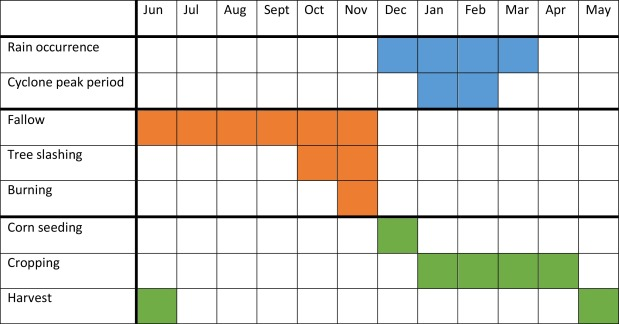 Jun Jul Aug Sept Oct Nov Dec Jan Feb Mar Apr May
Rain occurrence
Cyclone peak period
Fallow
Tree slashing
Burning
Corn seeding
Cropping
Harvest